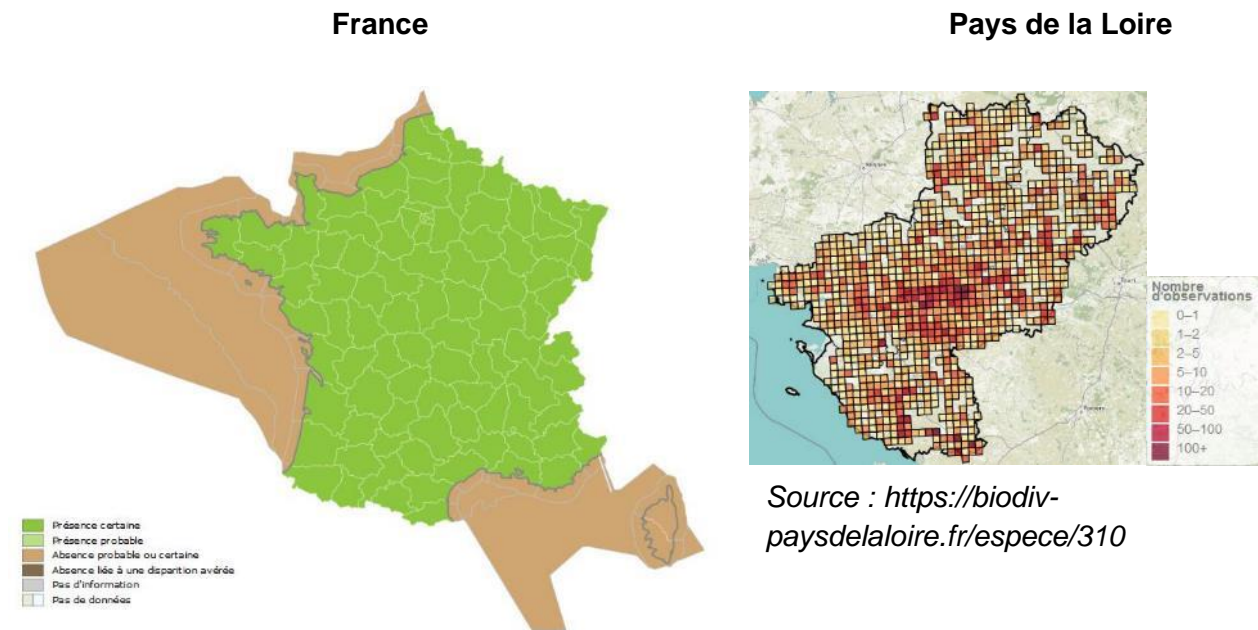 France
Pays de la Loire
Nombre
d'observations
0–1
1–2
2–5
5–10
10–20
20–50
50–100
100+
Source : https://biodiv-
paysdelaloire.fr/espece/310
Présence certaine
Présence probable
Absence probable ou certaine
Absence liée à une disparition avérée
Pas d'information
Pas de données